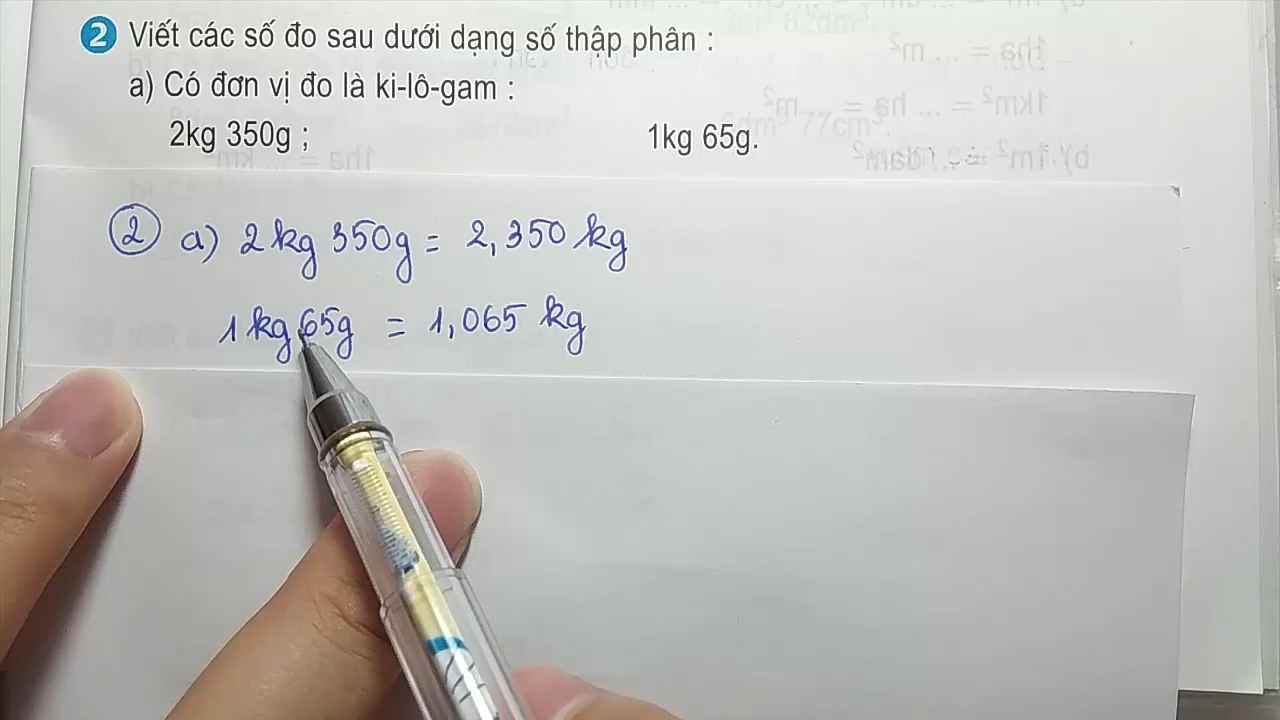 2 Viết các số đo sau dưới dạng số thập phân :
a) Có đơn vị đo là ki-lô-gam :
2kg 350g ; 1kg 65g.
2 a) 2kg 350g = 2,350 kg
1kg 65g = 1,065 kg